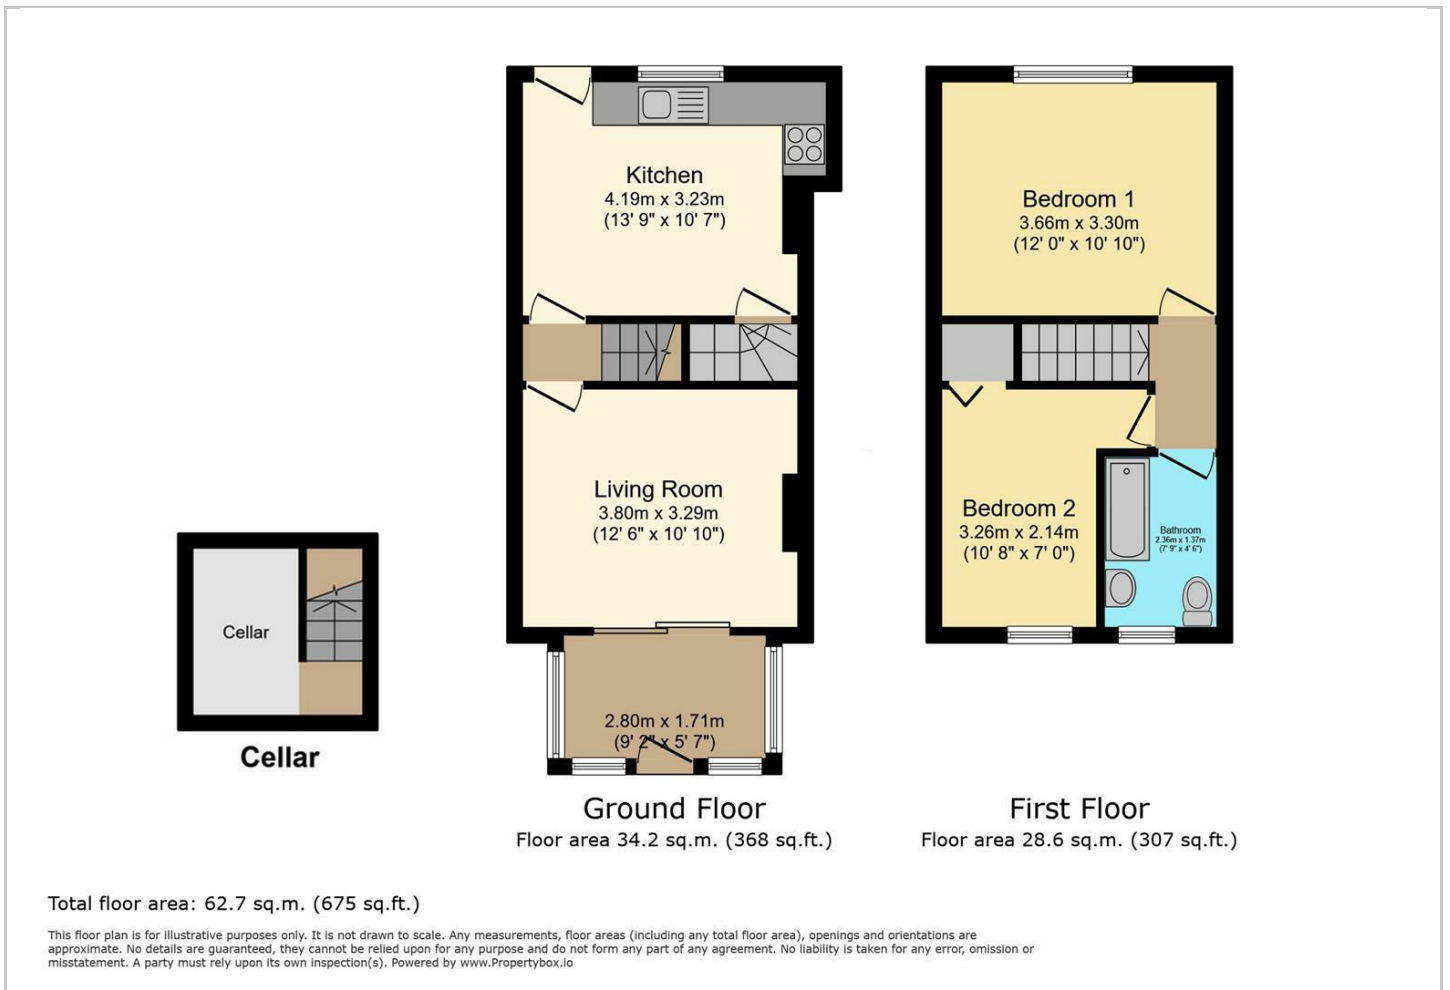 Kitchen
4.19m x 3.23m
(13' 9" x 10' 7")
Living Room
3.80m x 3.29m
(12' 6" x 10' 10")
2.80m x 1.71m
(9' 2" x 5' 7")
Ground Floor
Floor area 34.2 sq.m. (368 sq.ft.)
Bedroom 1
3.66m x 3.30m
(12' 0" x 10' 10")
Bedroom 2
3.26m x 2.14m
(10' 8" x 7' 0")
Bathroom
2.36m x 1.37m
(7' 9" x 4' 6")
First Floor
Floor area 28.6 sq.m. (307 sq.ft.)
Cellar
Cellar
Total floor area: 62.7 sq.m. (675 sq.ft.)
This floor plan is for illustrative purposes only. It is not drawn to scale. Any measurements, floor areas (including any total floor area), openings and orientations are
approximate. No details are guaranteed, they cannot be relied upon for any purpose and do not form any part of any agreement. No liability is taken for any error, omission or
misstatement. A party must rely upon its own inspection(s). Powered by www.Propertybox.io